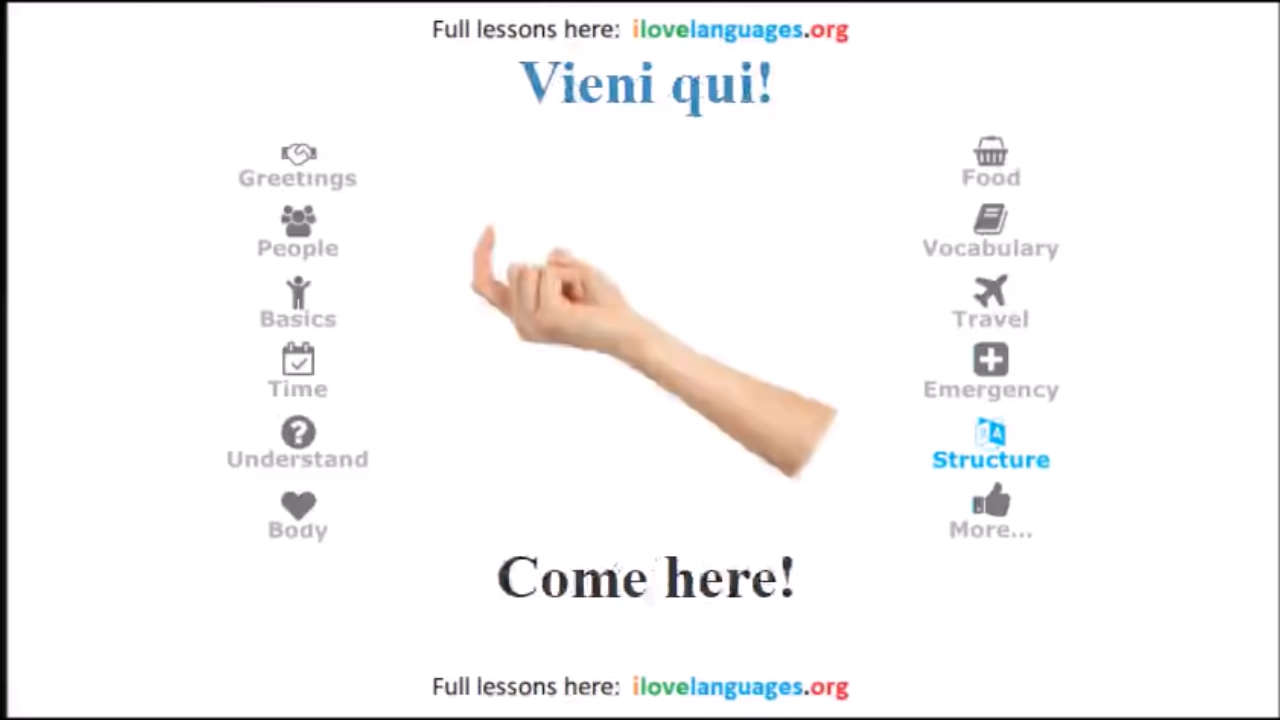 Full lessons here: ilovelanguages.org
Vieni qui!
Greetings
People
Basics
Time
Understand
Body
Food
Vocabulary
Travel
Emergency
A
Structure
More...
Come here!
Full lessons here: ilovelanguages.org